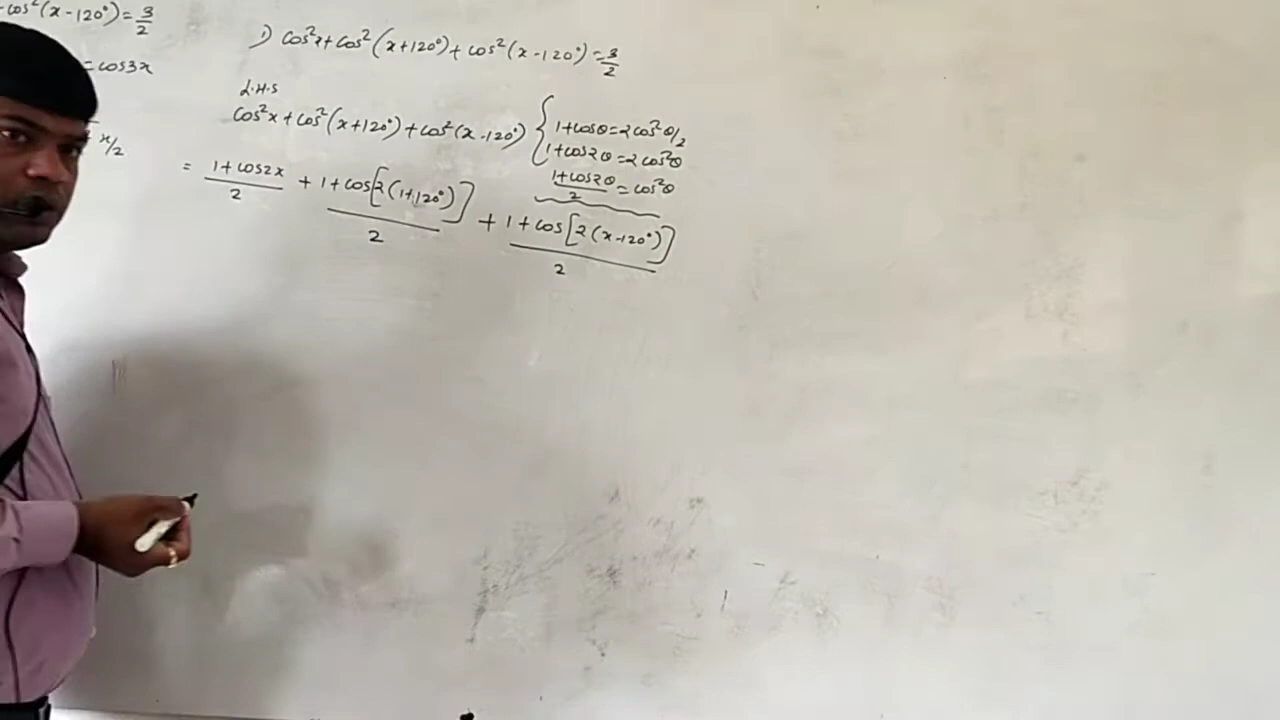 -cos²(x-120°)=3/2
=cos3x
x/2
1) cos²x+cos²(x+120°)+cos²(x-120°)=3/2
L.H.S
cos²x+cos²(x+120°)+cos²(x-120°)
{1+cosθ=2cos²θ/2
1+cos2θ=2cos²θ
(1+cos2θ)/2=cos²θ
= (1+cos2x)/2 + (1+cos[2(1+120°)])/2 + (1+cos[2(x-120°)])/2